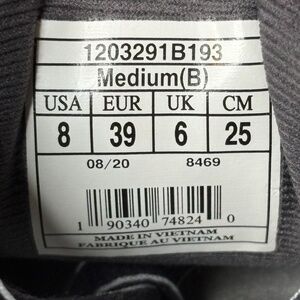 1203291B193
Medium(B)
USA EUR UK CM
8 39 6 25
08/20 8469
1 90340 74824 0
MADE IN VIETNAM
FABRIQUE AU VIETNAM